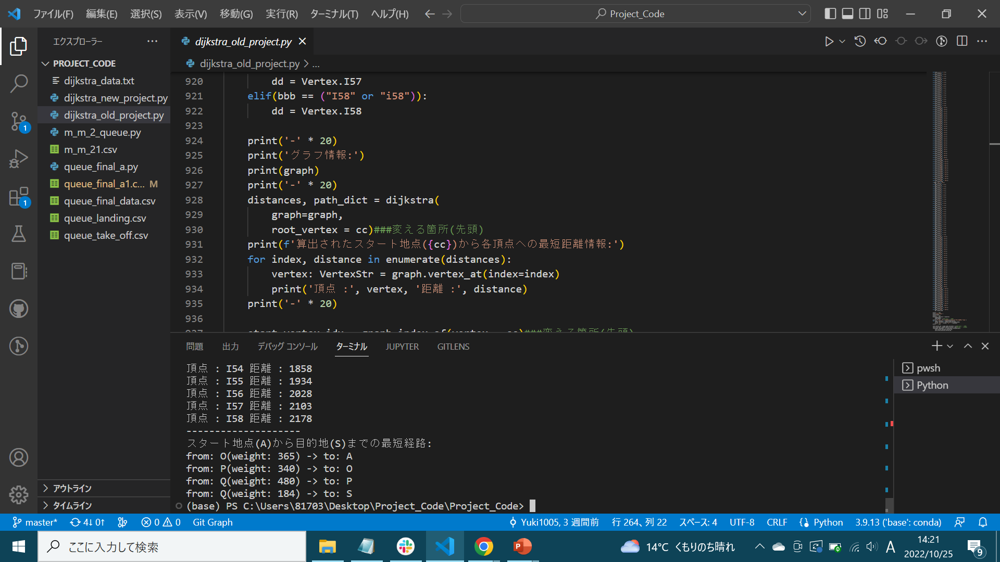 ファイル(F) 編集(E) 選択(S) 表示(V) 移動(G) 実行(R) ターミナル(T) ヘルプ(H)
Project_Code
エクスプローラー
PROJECT_CODE
dijkstra_data.txt
dijkstra_new_project.py
dijkstra_old_project.py
m_m_2_queue.py
m_m_21.csv
queue_final_a.py
queue_final_a1.c... M
queue_final_data.csv
queue_landing.csv
queue_take_off.csv
1
1
アウトライン
タイムライン
dijkstra_old_project.py
dijkstra_old_project.py > ...
920 dd = Vertex.I57
921 elif(bbb == ("I58" or "i58")):
922 dd = Vertex.I58
923
924 print('-' * 20)
925 print('グラフ情報:')
926 print(graph)
927 print('-' * 20)
928 distances, path_dict = dijkstra(
929 graph=graph,
930 root_vertex = cc)###変える箇所(先頭)
931 print(f'算出されたスタート地点({cc})から各頂点への最短距離情報:')
932 for index, distance in enumerate(distances):
933 vertex: VertexStr = graph.vertex_at(index=index)
934 print('頂点 :', vertex, '距離 :', distance)
935 print('-' * 20)
936
問題 出力 デバッグ コンソール ターミナル JUPYTER GITLENS
頂点 : I54 距離 : 1858
頂点 : I55 距離 : 1934
頂点 : I56 距離 : 2028
頂点 : I57 距離 : 2103
頂点 : I58 距離 : 2178
--------------------
スタート地点(A)から目的地(S)までの最短経路:
from: O(weight: 365) -> to: A
from: P(weight: 340) -> to: O
from: Q(weight: 480) -> to: P
from: Q(weight: 184) -> to: S
(base) PS C:\Users\81703\Desktop\Project_Code\Project_Code>
pwsh
Python
master* 4↓ 0↑ 0 0 Git Graph Yuki1005, 3 週間前 行 264、列 22 スペース: 4 UTF-8 CRLF Python 3.9.13 ('base': conda)
ここに入力して検索
14°C くもりのち晴れ
A
14:21
2022/10/25
9